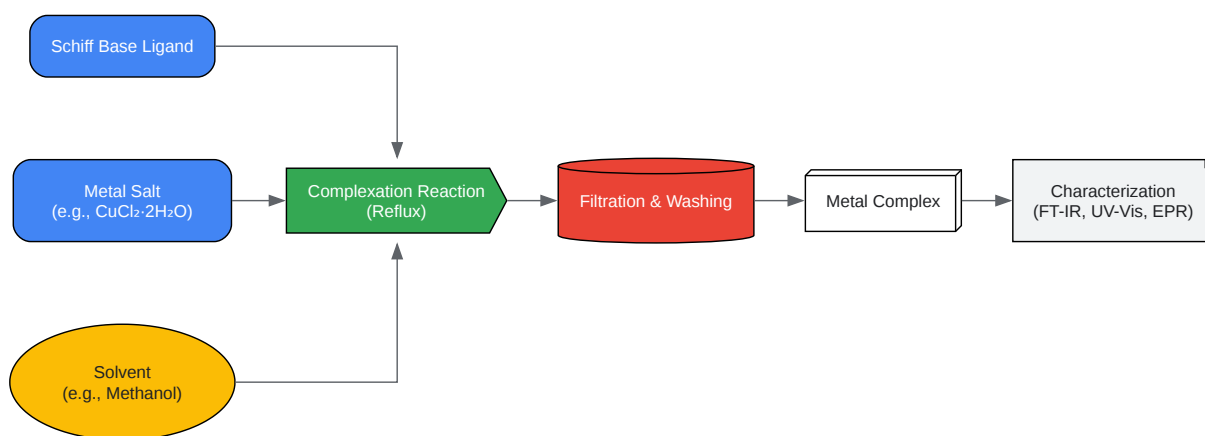 Schiff Base Ligand
Metal Salt
(e.g., CuCl₂·2H₂O)
Complexation Reaction
(Reflux)
Filtration & Washing
Metal Complex
Characterization
(FT-IR, UV-Vis, EPR)
Solvent
(e.g., Methanol)